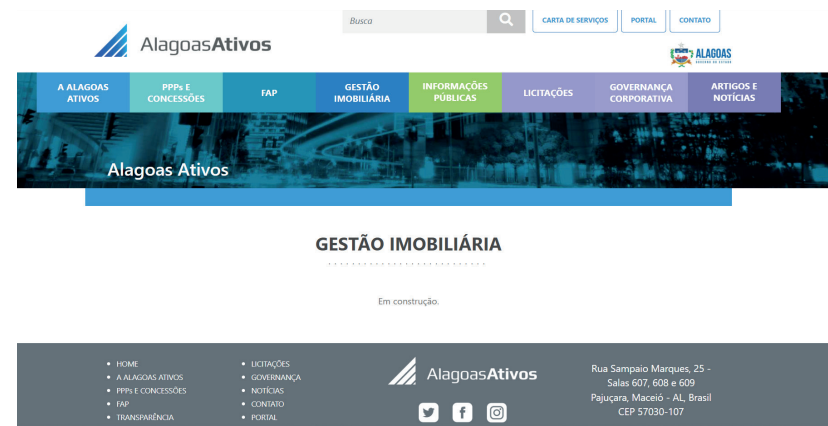 Busca
CARTA DE SERVIÇOS
PORTAL
CONTATO
AlagoasAtivos
ALAGOAS
A ALAGOAS ATIVOS
PPPs E CONCESSÕES
FAP
GESTÃO IMOBILIÁRIA
INFORMAÇÕES PÚBLICAS
LICITAÇÕES
GOVERNANÇA CORPORATIVA
ARTIGOS E NOTÍCIAS
Alagoas Ativos
GESTÃO IMOBILIÁRIA
Em construção.
HOME
A ALAGOAS ATIVOS
PPPs E CONCESSÕES
FAP
TRANSPARÊNCIA
LICITAÇÕES
GOVERNANÇA
NOTÍCIAS
CONTATO
PORTAL
AlagoasAtivos
Rua Sampaio Marques, 25 -
Salas 607, 608 e 609
Pajuçara, Maceió - AL, Brasil
CEP 57030-107